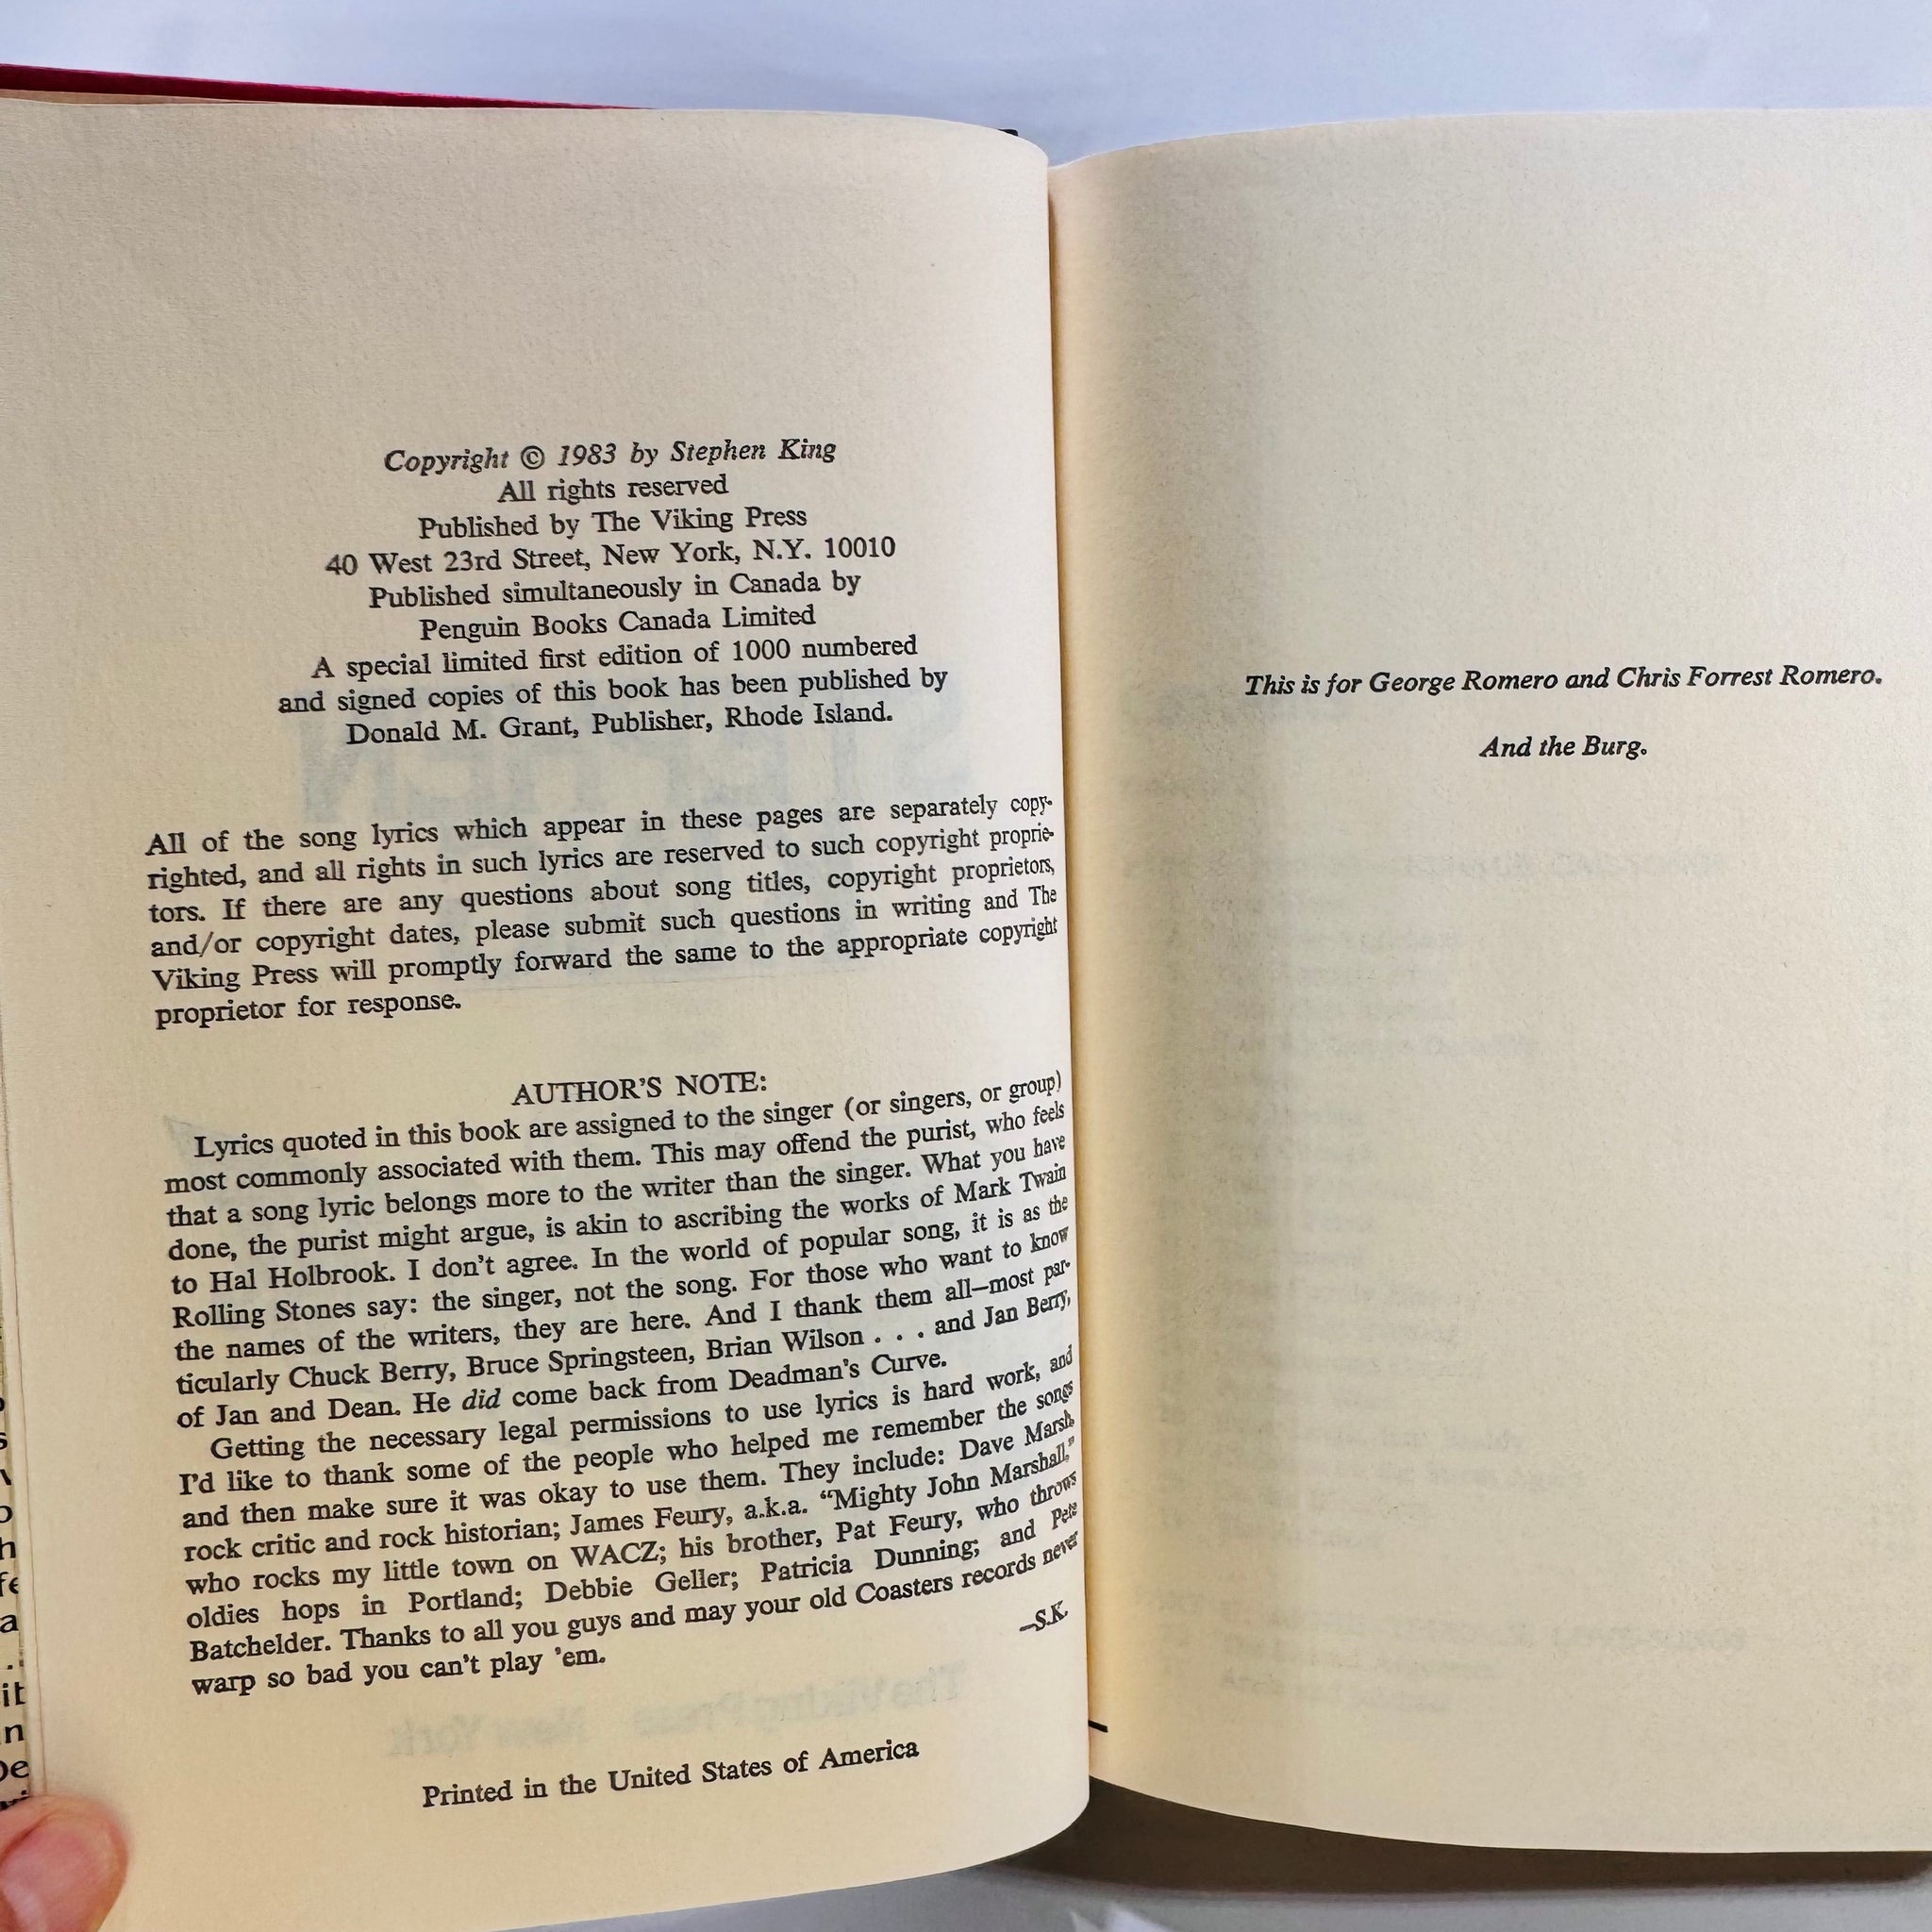 Copyright © 1983 by Stephen King
All rights reserved
Published by The Viking Press
40 West 23rd Street, New York, N.Y. 10010
Published simultaneously in Canada by
Penguin Books Canada Limited
A special limited first edition of 1000 numbered
and signed copies of this book has been published by
Donald M. Grant, Publisher, Rhode Island.
All of the song lyrics which appear in these pages are separately copy-
righted, and all rights in such lyrics are reserved to such copyright proprie-
tors. If there are any questions about song titles, copyright proprietors,
and/or copyright dates, please submit such questions in writing and The
Viking Press will promptly forward the same to the appropriate copyright
proprietor for response.
AUTHOR'S NOTE:
Lyrics quoted in this book are assigned to the singer (or singers, or group)
most commonly associated with them. This may offend the purist, who feels
that a song lyric belongs more to the writer than the singer. What you have
done, the purist might argue, is akin to ascribing the works of Mark Twain
to Hal Holbrook. I don't agree. In the world of popular song, it is as the
Rolling Stones say: the singer, not the song. For those who want to know
the names of the writers, they are here. And I thank them all—most par-
ticularly Chuck Berry, Bruce Springsteen, Brian Wilson . . . and Jan Berry,
of Jan and Dean. He did come back from Deadman's Curve.
Getting the necessary legal permissions to use lyrics is hard work, and
I'd like to thank some of the people who helped me remember the songs
and then make sure it was okay to use them. They include: Dave Marsh,
rock critic and rock historian; James Feury, a.k.a. "Mighty John Marshall,"
who rocks my little town on WACZ; his brother, Pat Feury, who throws
oldies hops in Portland; Debbie Geller; Patricia Dunning; and Pete
Batchelder. Thanks to all you guys and may your old Coasters records never
warp so bad you can't play 'em.
—S.K.
Printed in the United States of America
This is for George Romero and Chris Forrest Romero.
And the Burg.